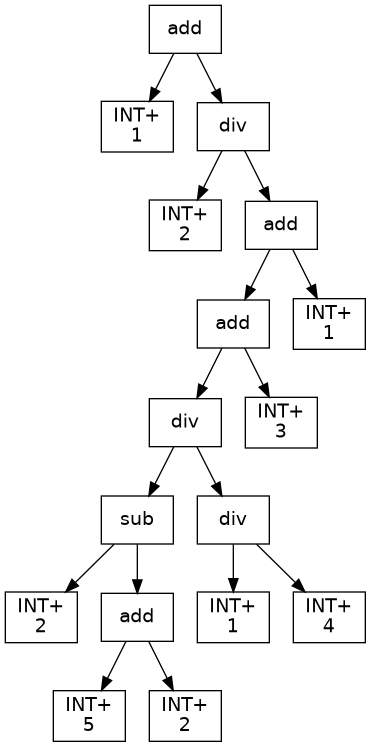 add
INT+
1
div
INT+
2
add
add
INT+
1
div
INT+
3
sub
div
INT+
2
add
INT+
1
INT+
4
INT+
5
INT+
2